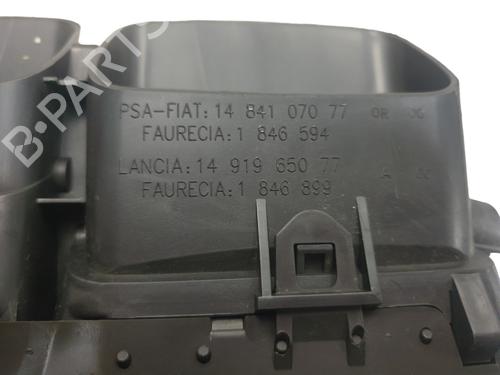 B-PARTS
PSA-FIAT: 14 841 070 77 OR
FAURECIA: 1 846 594
LANCIA: 14 919 650 77 A
FAURECIA: 1 846 899